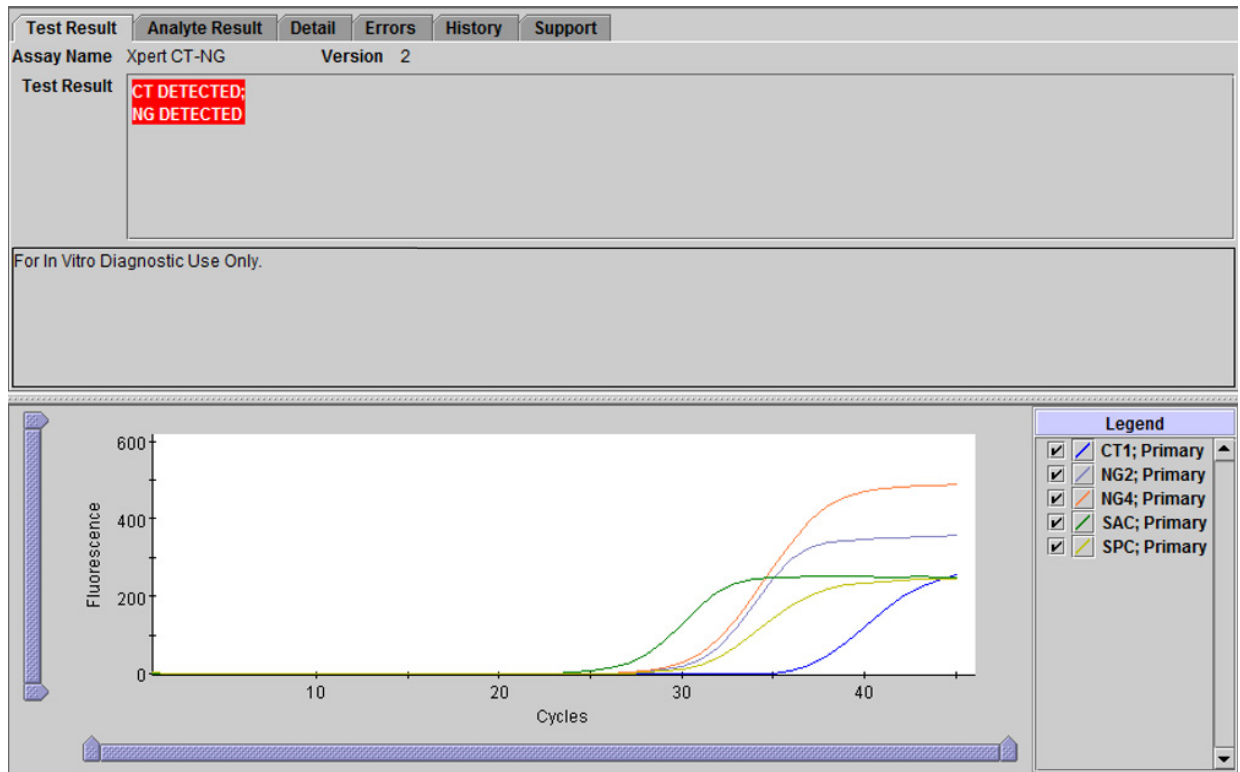 Test Result Analyte Result Detail Errors History Support
Assay Name Xpert CT-NG Version 2
Test Result CT DETECTED;
NG DETECTED
For In Vitro Diagnostic Use Only.
600
400
200
0
Fluorescence
10 20 30 40
Cycles
Legend
CT1; Primary
NG2; Primary
NG4; Primary
SAC; Primary
SPC; Primary